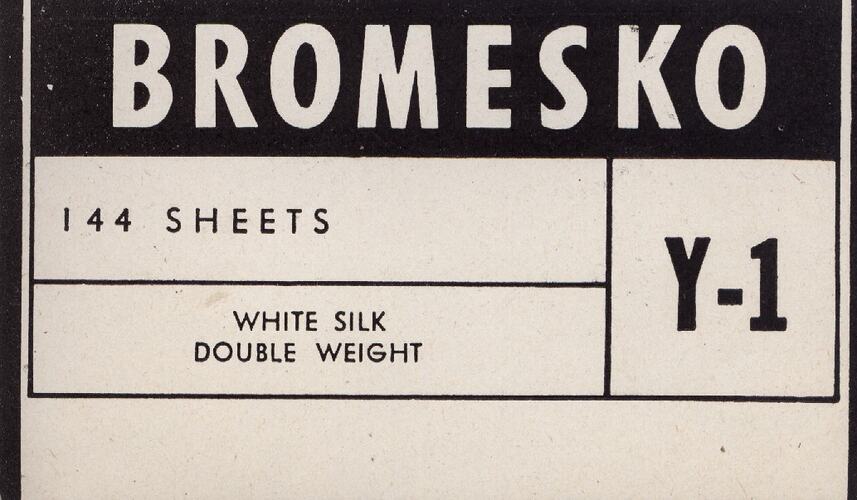 BROMESKO
144 SHEETS
Y-1
WHITE SILK
DOUBLE WEIGHT